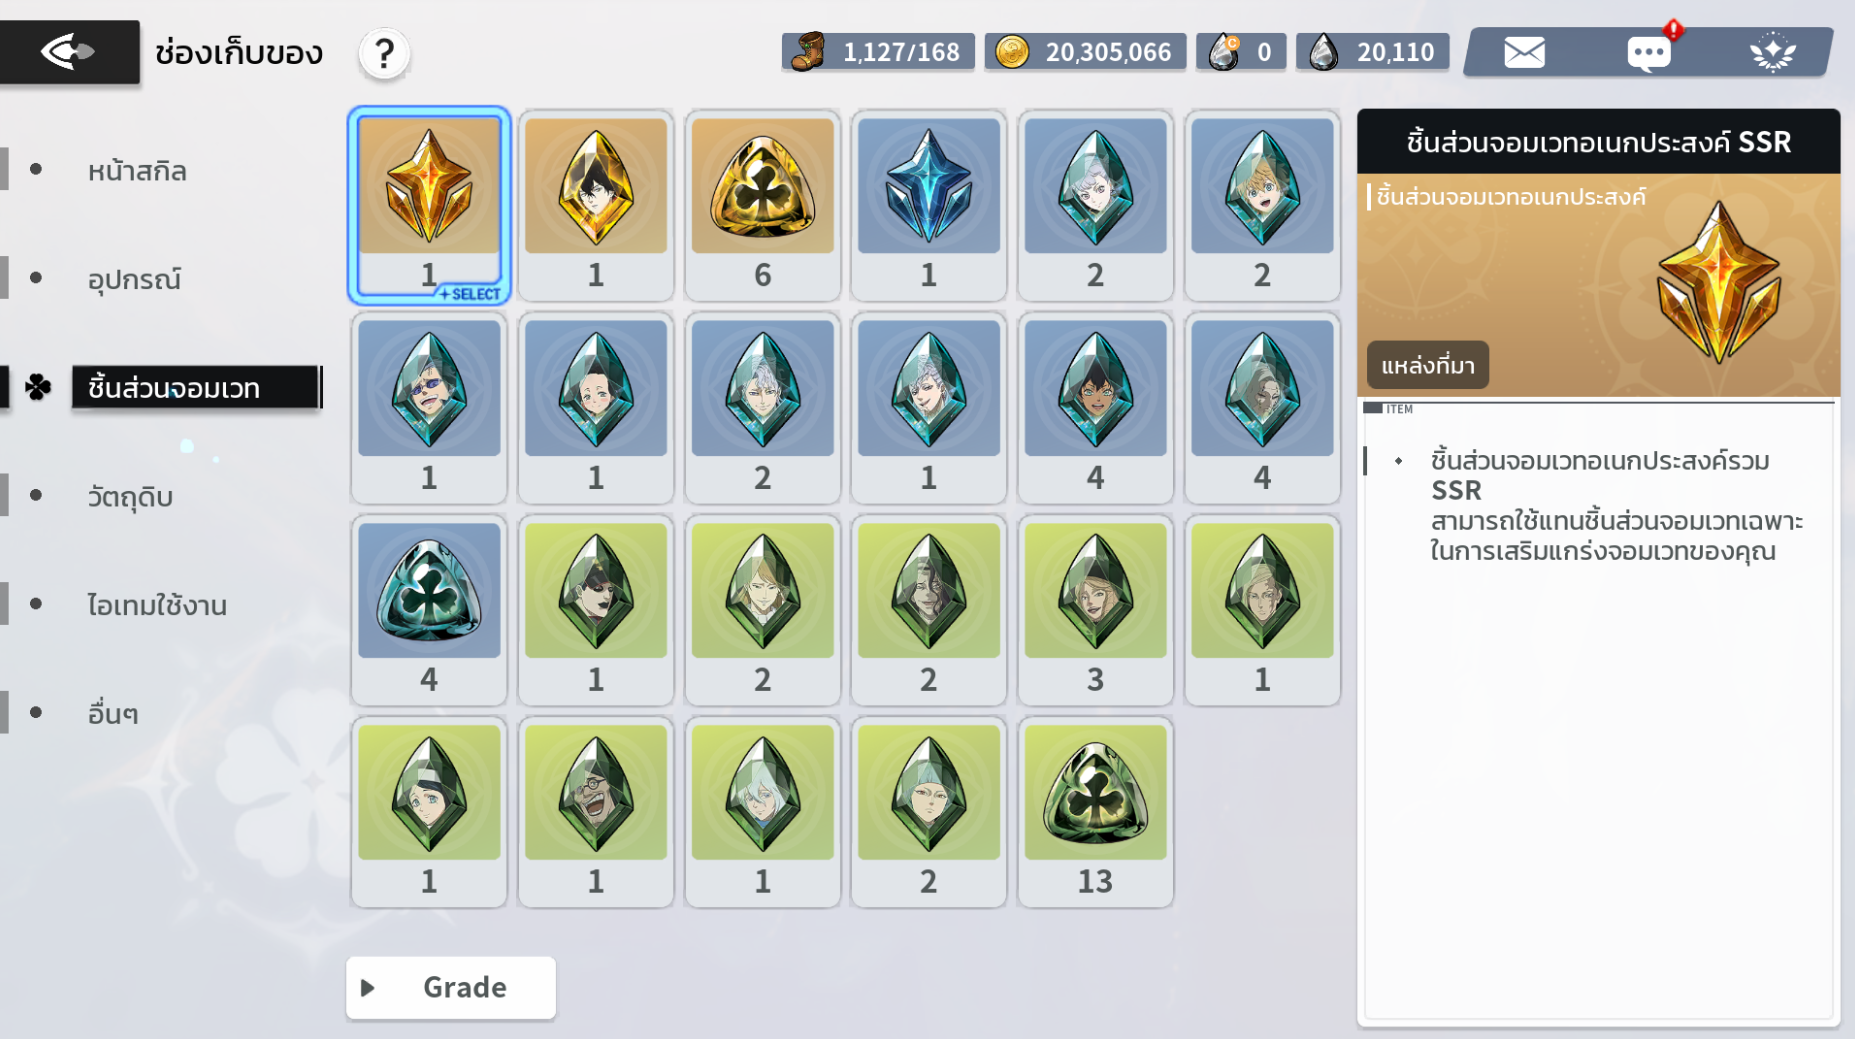 ช่องเก็บของ
?
1,127/168
20,305,066
C
0
20,110
หน้าสกิล
อุปกรณ์
ชิ้นส่วนจอมเวท
วัตถุดิบ
ไอเทมใช้งาน
อื่นๆ
1
+SELECT
1
6
1
2
2
1
1
2
1
4
4
4
1
2
2
3
1
1
1
1
2
13
Grade
ชิ้นส่วนจอมเวทอเนกประสงค์ SSR
ชิ้นส่วนจอมเวทอเนกประสงค์
แหล่งที่มา
ITEM
ชิ้นส่วนจอมเวทอเนกประสงค์รวม
SSR
สามารถใช้แทนชิ้นส่วนจอมเวทเฉพาะ
ในการเสริมแกร่งจอมเวทของคุณ